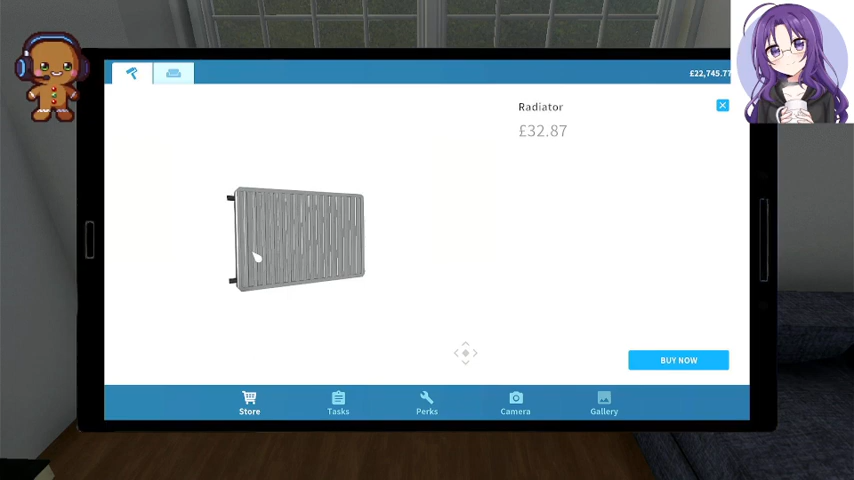 £22,745.77
Radiator
£32.87
BUY NOW
Store
Tasks
Perks
Camera
Gallery